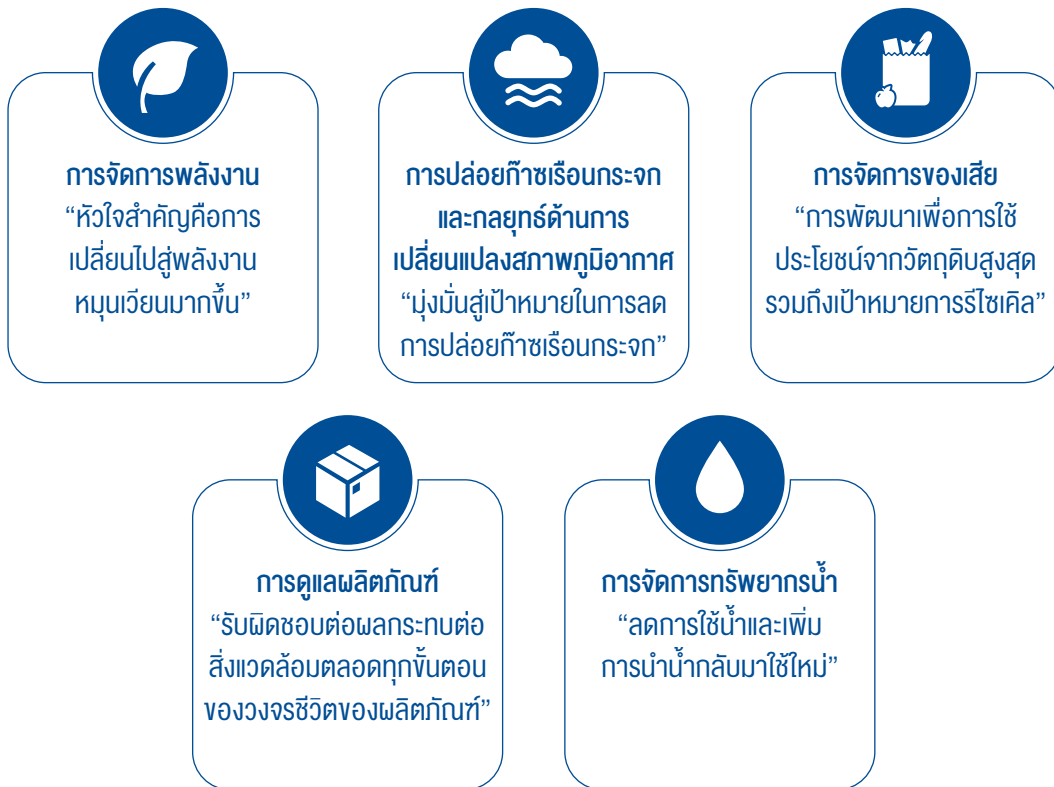 การจัดการพลังงาน
“หัวใจสำคัญคือการ
เปลี่ยนไปสู่พลังงาน
หมุนเวียนมากขึ้น”
การปล่อยก๊าซเรือนกระจก
และกลยุทธ์ด้านการ
เปลี่ยนแปลงสภาพภูมิอากาศ
“มุ่งมั่นสู่เป้าหมายในการลด
การปล่อยก๊าซเรือนกระจก”
การจัดการของเสีย
“การพัฒนาเพื่อการใช้
ประโยชน์จากวัตถุดิบสูงสุด
รวมถึงเป้าหมายการรีไซเคิล”
การดูแลผลิตภัณฑ์
“รับผิดชอบต่อผลกระทบต่อ
สิ่งแวดล้อมตลอดทุกขั้นตอน
ของวงจรชีวิตของผลิตภัณฑ์”
การจัดการทรัพยากรน้ำ
“ลดการใช้น้ำและเพิ่ม
การนำน้ำกลับมาใช้ใหม่”